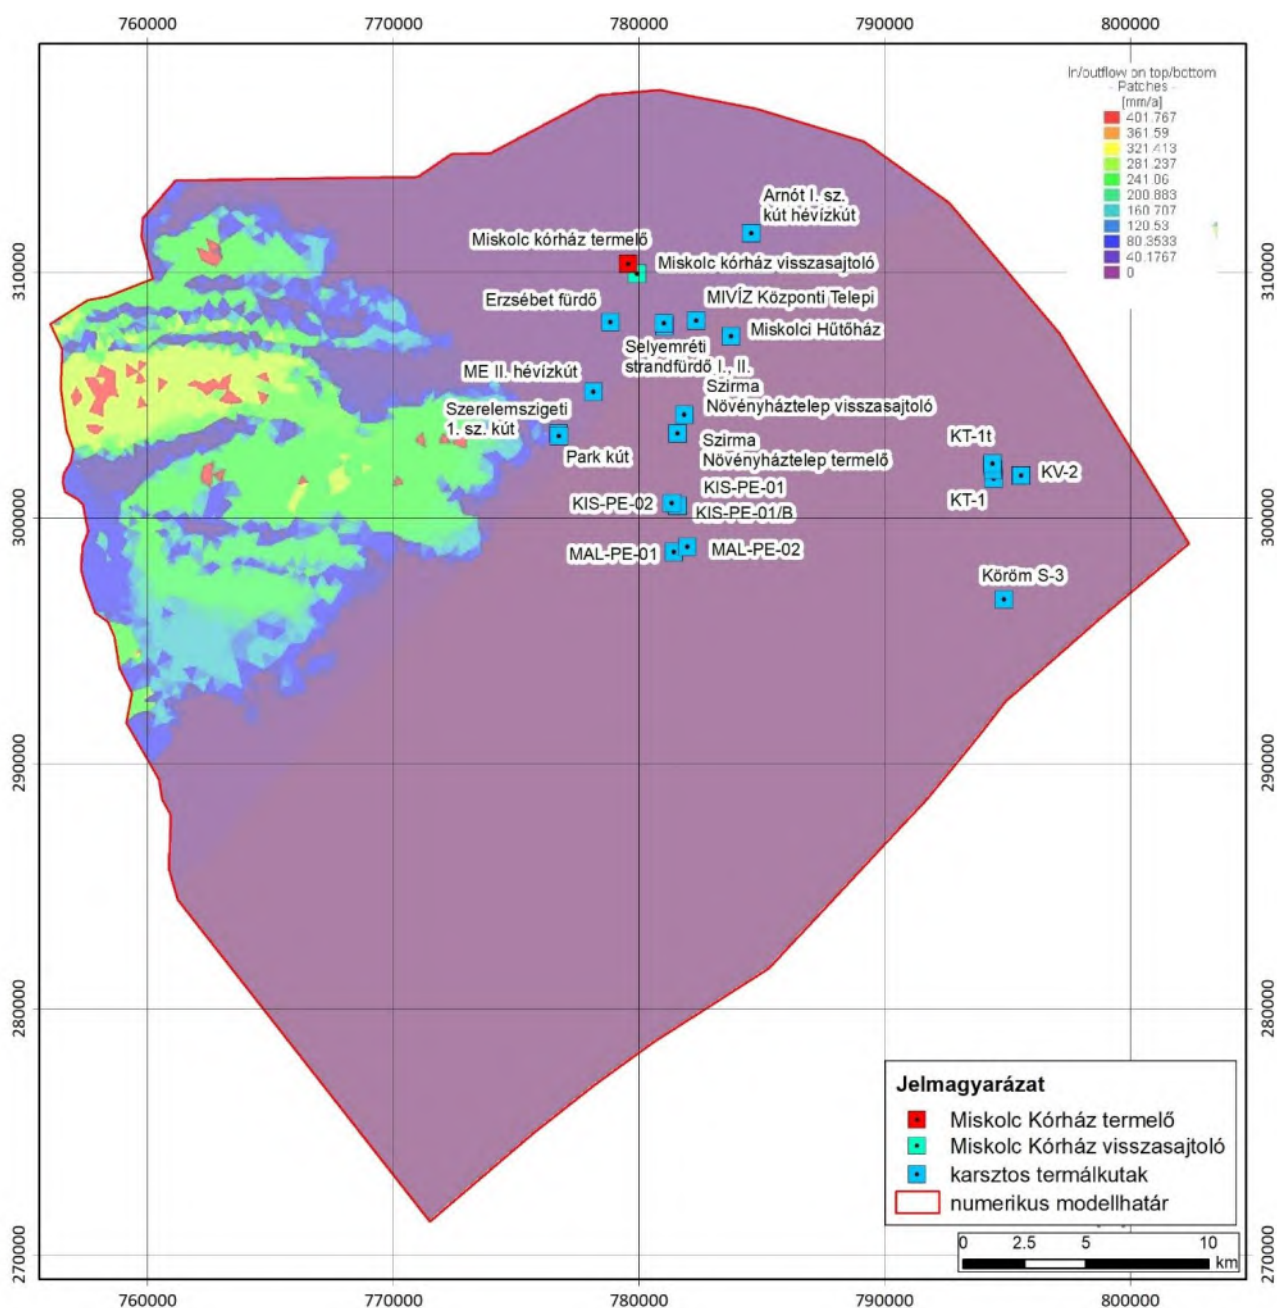 760000
770000
780000
790000
800000
In/outflow on top/bottom
- Patches -
[mm/a]
401.767
361.59
321.413
281.237
241.06
200.883
160.707
120.53
80.3533
40.1767
0
310000
300000
290000
280000
270000
310000
300000
290000
280000
270000
Arnót I. sz.
kút hévízkút
Miskolc kórház termelő
Miskolc kórház visszasajtoló
Erzsébet fürdő
MIVÍZ Központi Telepi
Miskolci Hűtőház
Selyemréti
strandfürdő I., II.
ME II. hévízkút
Szirma
Növényháztelep visszasajtoló
Szerelemszigeti
1. sz. kút
Park kút
Szirma
Növényháztelep termelő
KT-1t
KV-2
KT-1
KIS-PE-01
KIS-PE-02
KIS-PE-01/B
MAL-PE-01
MAL-PE-02
Köröm S-3
Jelmagyarázat
Miskolc Kórház termelő
Miskolc Kórház visszasajtoló
karsztos termálkutak
numerikus modellhatár
0 2.5 5 10
km
760000
770000
780000
790000
800000